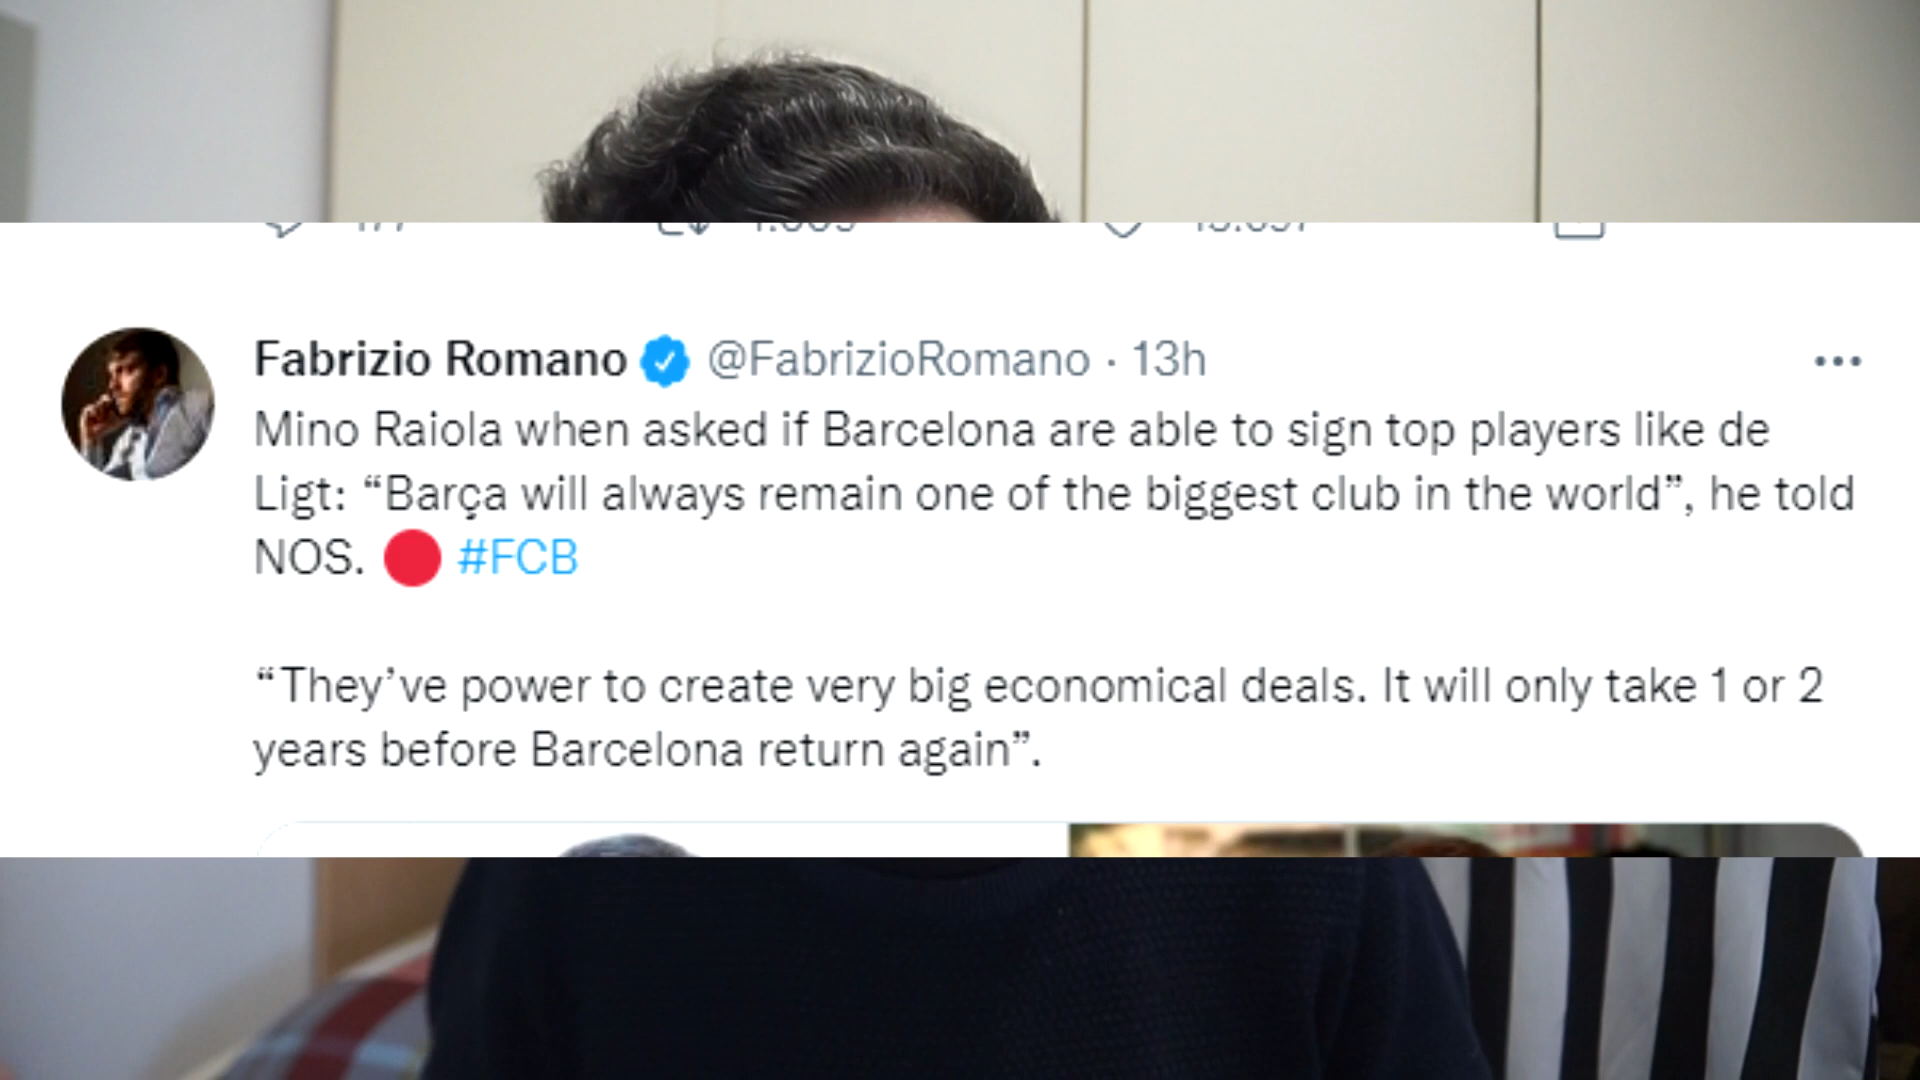 Fabrizio Romano @FabrizioRomano · 13h
Mino Raiola when asked if Barcelona are able to sign top players like de
Ligt: “Barça will always remain one of the biggest club in the world”, he told
NOS. 🔴 #FCB
“They’ve power to create very big economical deals. It will only take 1 or 2
years before Barcelona return again”.